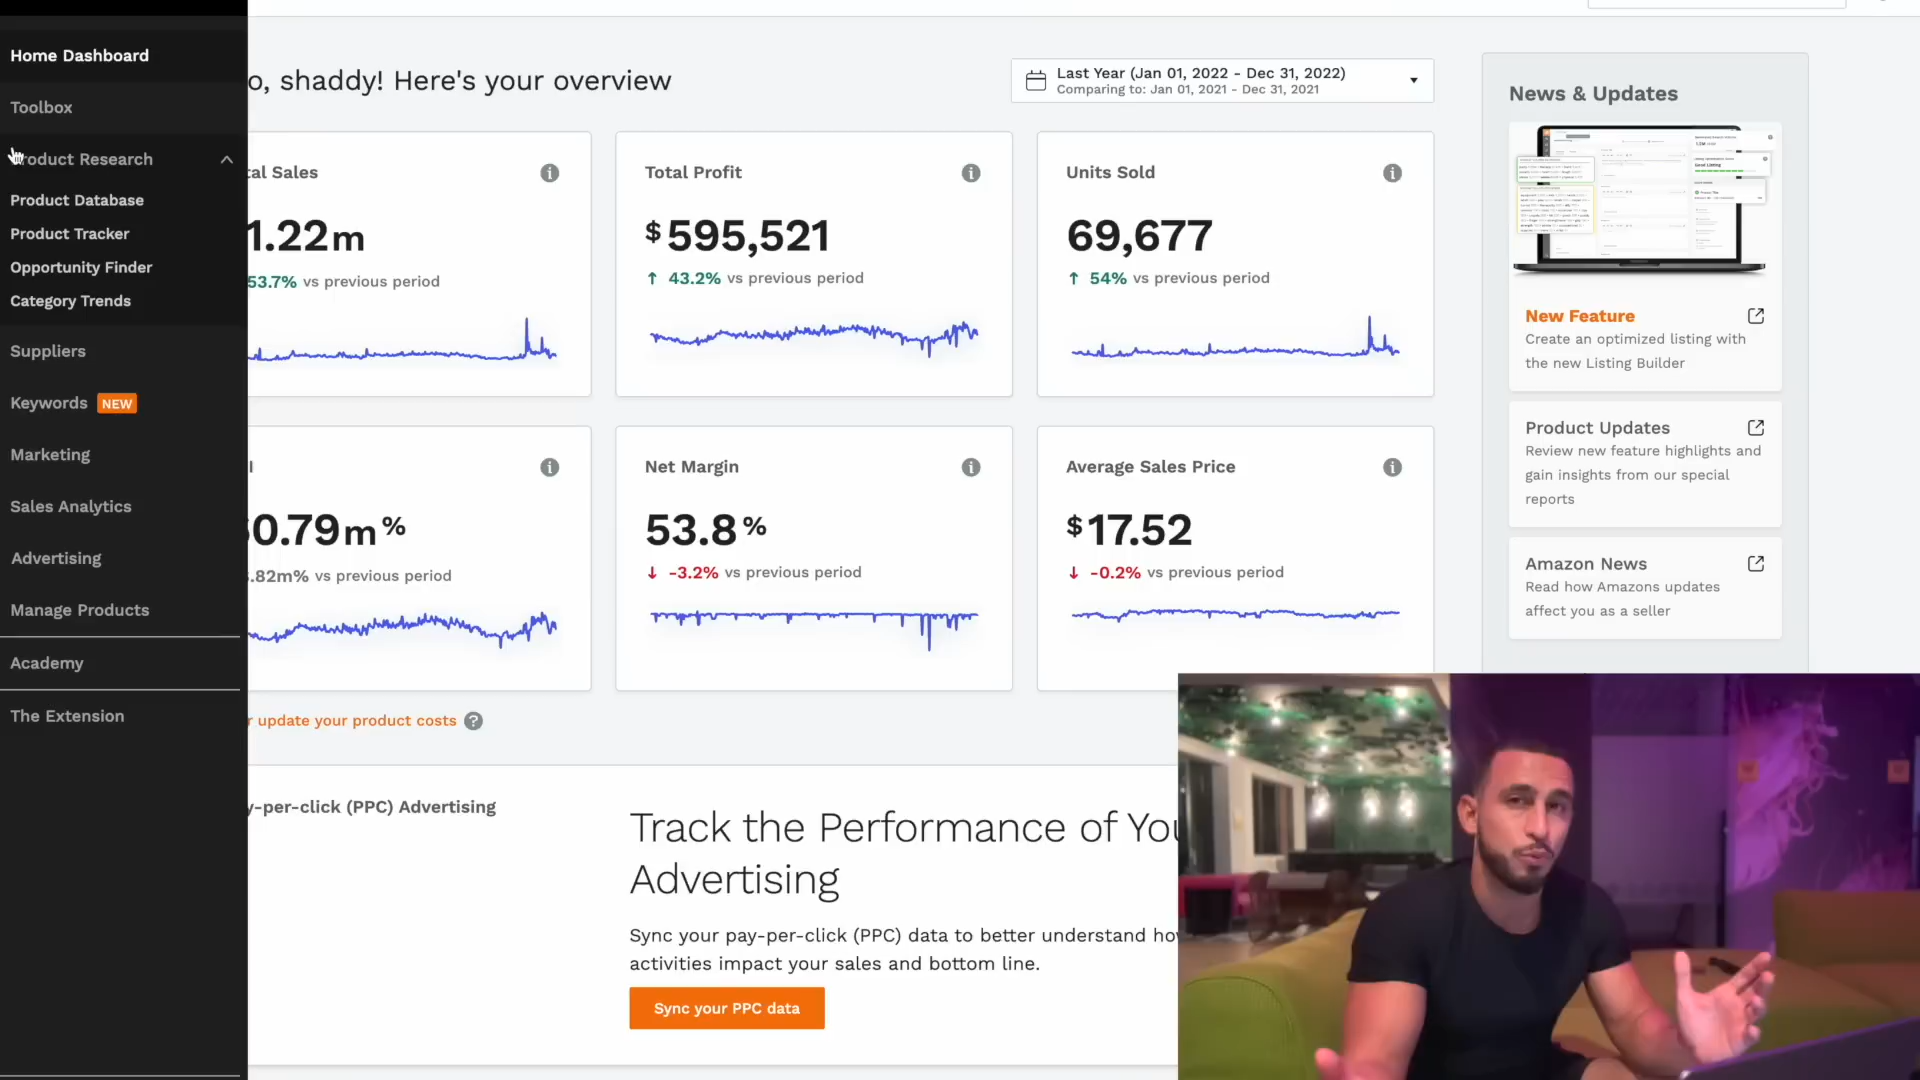 Home Dashboard
Toolbox
Product Research
Product Database
Product Tracker
Opportunity Finder
Category Trends
Suppliers
Keywords NEW
Marketing
Sales Analytics
Advertising
Manage Products
Academy
The Extension
o, shaddy! Here's your overview
Last Year (Jan 01, 2022 - Dec 31, 2022)
Comparing to: Jan 01, 2021 - Dec 31, 2021
tal Sales
1.22m
53.7% vs previous period
Total Profit
$595,521
↑ 43.2% vs previous period
Units Sold
69,677
↑ 54% vs previous period
I
60.79m%
.82m% vs previous period
Net Margin
53.8%
↓ -3.2% vs previous period
Average Sales Price
$17.52
↓ -0.2% vs previous period
r update your product costs ?
y-per-click (PPC) Advertising
Track the Performance of You
Advertising
Sync your pay-per-click (PPC) data to better understand ho
activities impact your sales and bottom line.
Sync your PPC data
News & Updates
New Feature
Create an optimized listing with
the new Listing Builder
Product Updates
Review new feature highlights and
gain insights from our special
reports
Amazon News
Read how Amazons updates
affect you as a seller